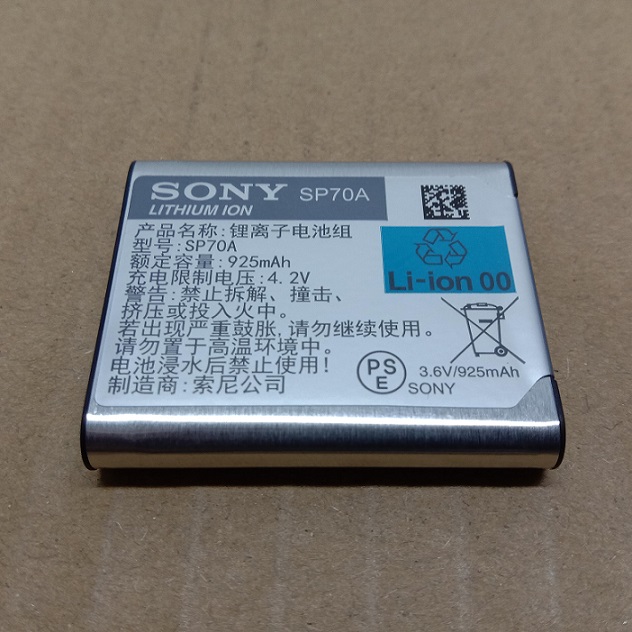 SONY SP70A
LITHIUM ION
产品名称:锂离子电池组
型号:SP70A
额定容量:925mAh
充电限制电压:4.2V
警告:禁止拆解、撞击、
挤压或投入火中。
若出现严重鼓胀,请勿继续使用。
请勿置于高温环境中。
电池浸水后禁止使用!
制造商:索尼公司
Li-ion 00
PS
E
3.6V/925mAh
SONY